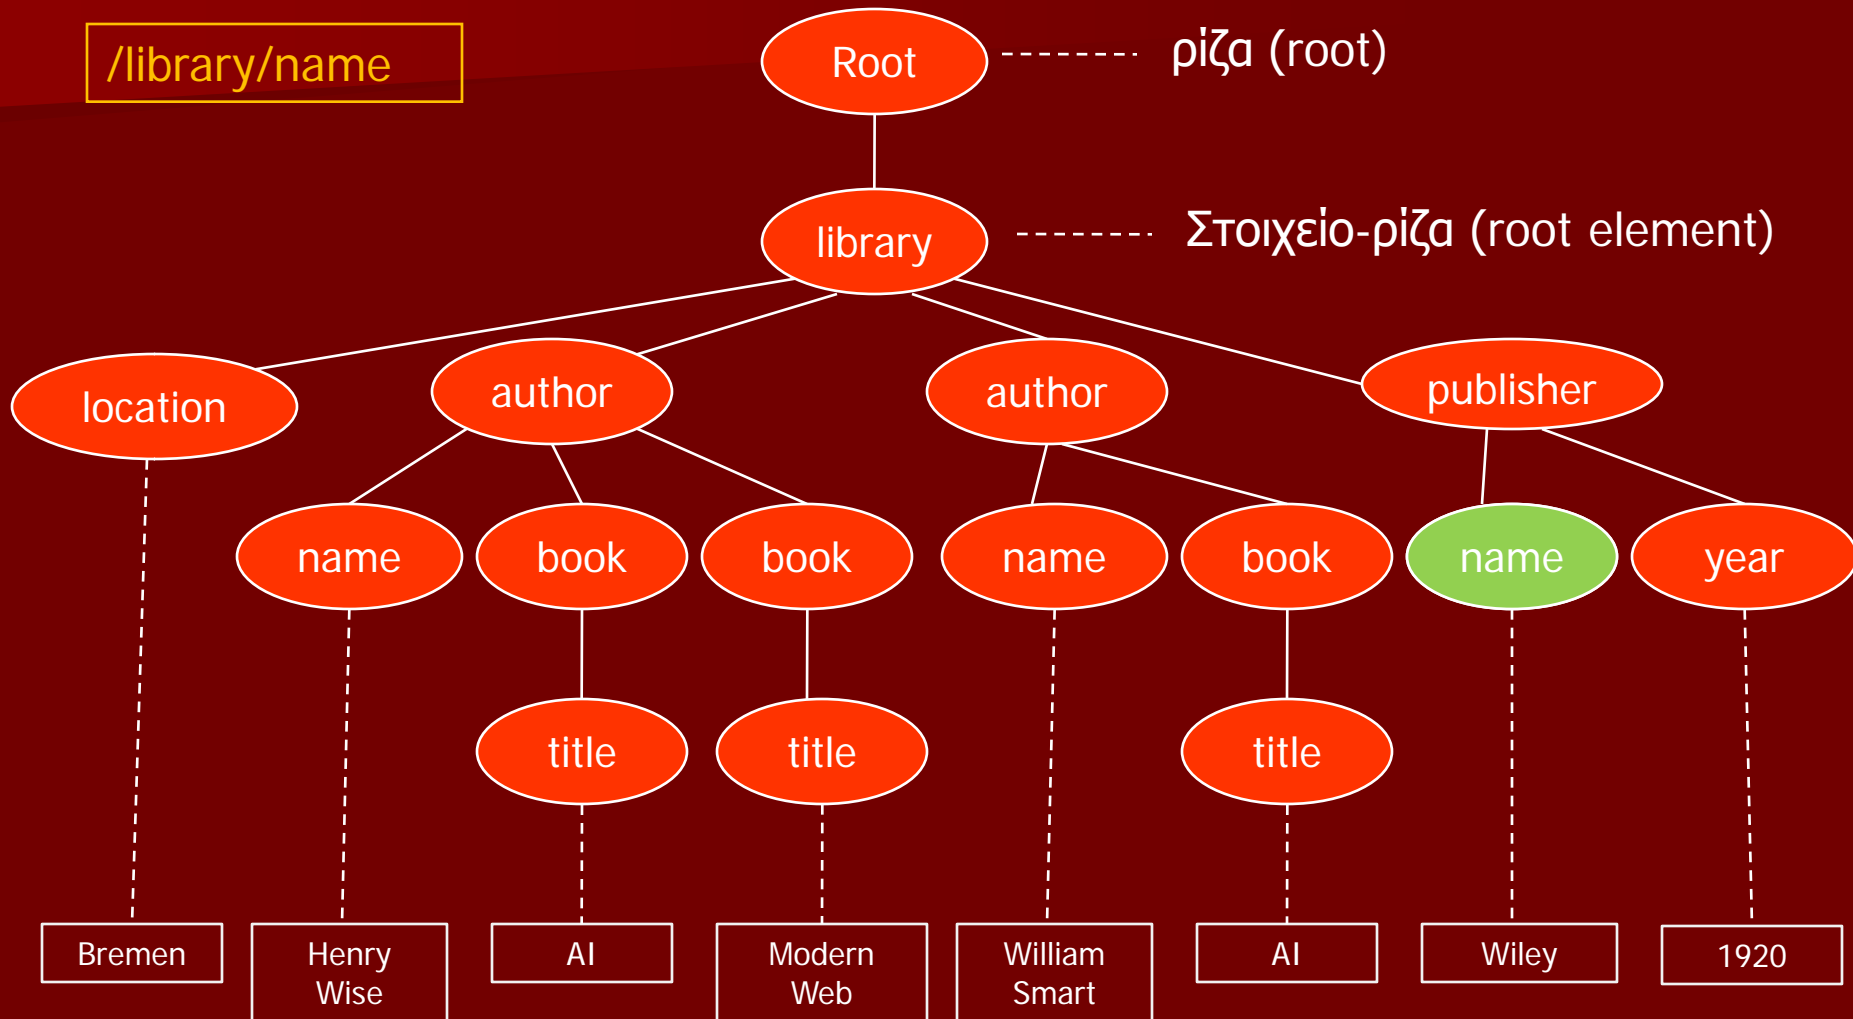 /library/name
Root
ρίζα (root)
library
Στοιχείο-ρίζα (root element)
location
author
author
publisher
name
book
book
name
book
name
year
title
title
title
Bremen
Henry
Wise
AI
Modern
Web
William
Smart
AI
Wiley
1920